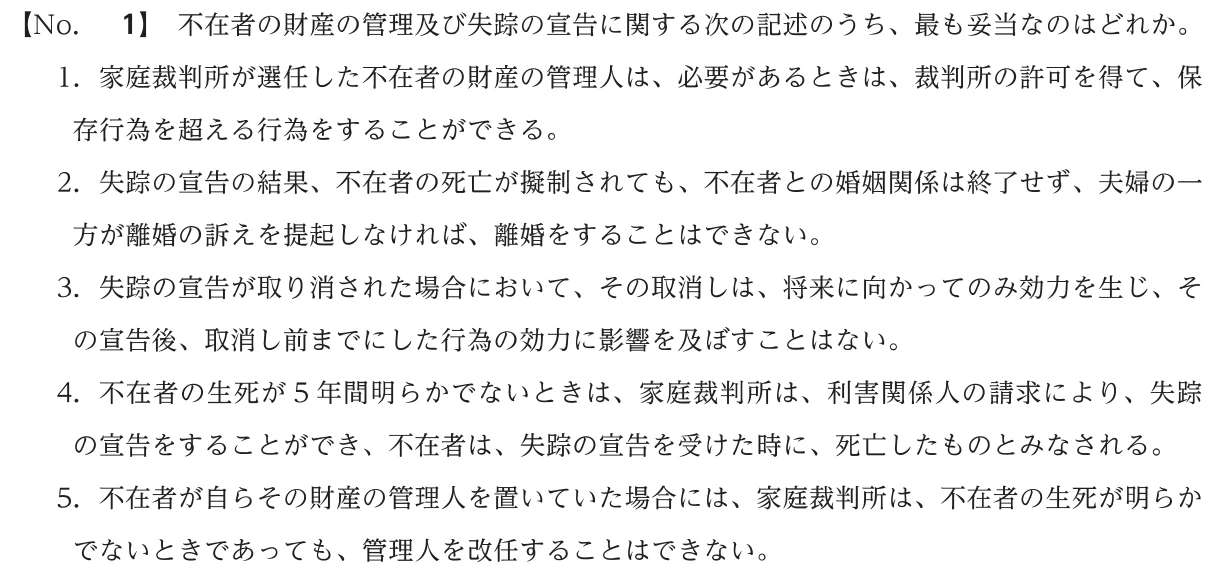 【No. 1】 不在者の財産の管理及び失踪の宣告に関する次の記述のうち、最も妥当なのはどれか。
1. 家庭裁判所が選任した不在者の財産の管理人は、必要があるときは、裁判所の許可を得て、保
存行為を超える行為をすることができる。
2. 失踪の宣告の結果、不在者の死亡が擬制されても、不在者との婚姻関係は終了せず、夫婦の一
方が離婚の訴えを提起しなければ、離婚をすることはできない。
3. 失踪の宣告が取り消された場合において、その取消しは、将来に向かってのみ効力を生じ、そ
の宣告後、取消し前までにした行為の効力に影響を及ぼすことはない。
4. 不在者の生死が5年間明らかでないときは、家庭裁判所は、利害関係人の請求により、失踪
の宣告をすることができ、不在者は、失踪の宣告を受けた時に、死亡したものとみなされる。
5. 不在者が自らその財産の管理人を置いていた場合には、家庭裁判所は、不在者の生死が明らか
でないときであっても、管理人を改任することはできない。